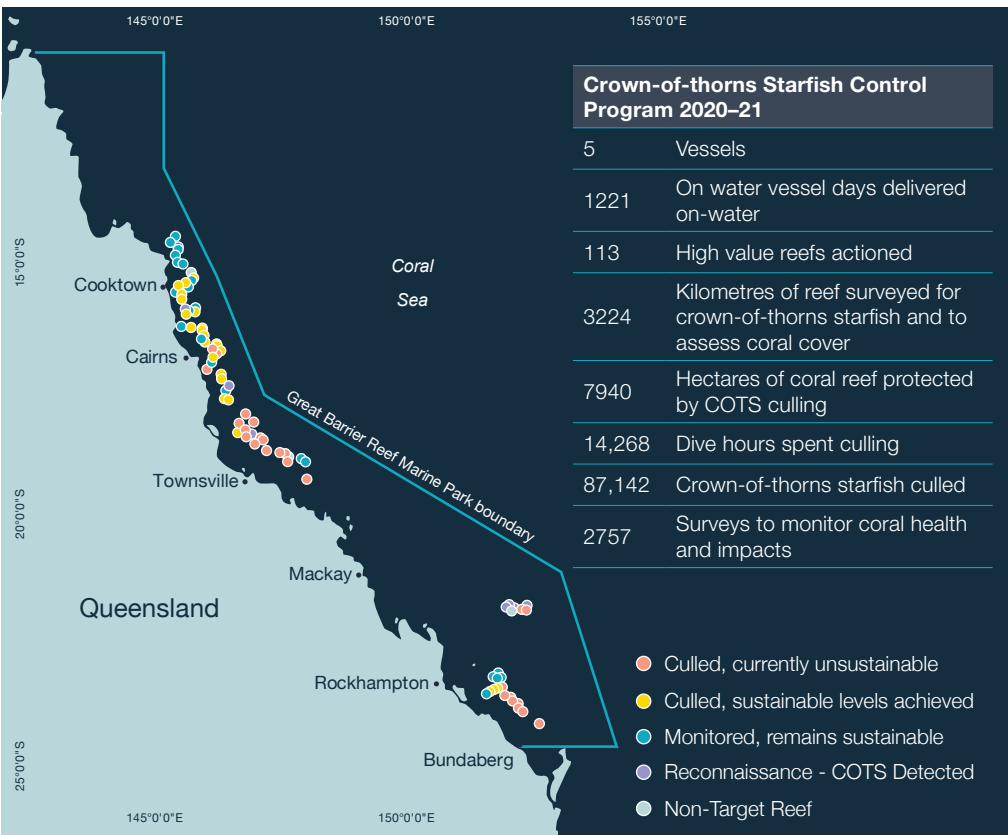 145°0'0"E
150°0'0"E
155°0'0"E
15°0'0"S
20°0'0"S
25°0'0"S
Cooktown
Cairns
Townsville
Mackay
Queensland
Rockhampton
Bundaberg
Coral
Sea
Great Barrier Reef Marine Park boundary
Crown-of-thorns Starfish Control
Program 2020–21
5 Vessels
1221 On water vessel days delivered
on-water
113 High value reefs actioned
3224 Kilometres of reef surveyed for
crown-of-thorns starfish and to
assess coral cover
7940 Hectares of coral reef protected
by COTS culling
14,268 Dive hours spent culling
87,142 Crown-of-thorns starfish culled
2757 Surveys to monitor coral health
and impacts
Culled, currently unsustainable
Culled, sustainable levels achieved
Monitored, remains sustainable
Reconnaissance - COTS Detected
Non-Target Reef
145°0'0"E
150°0'0"E